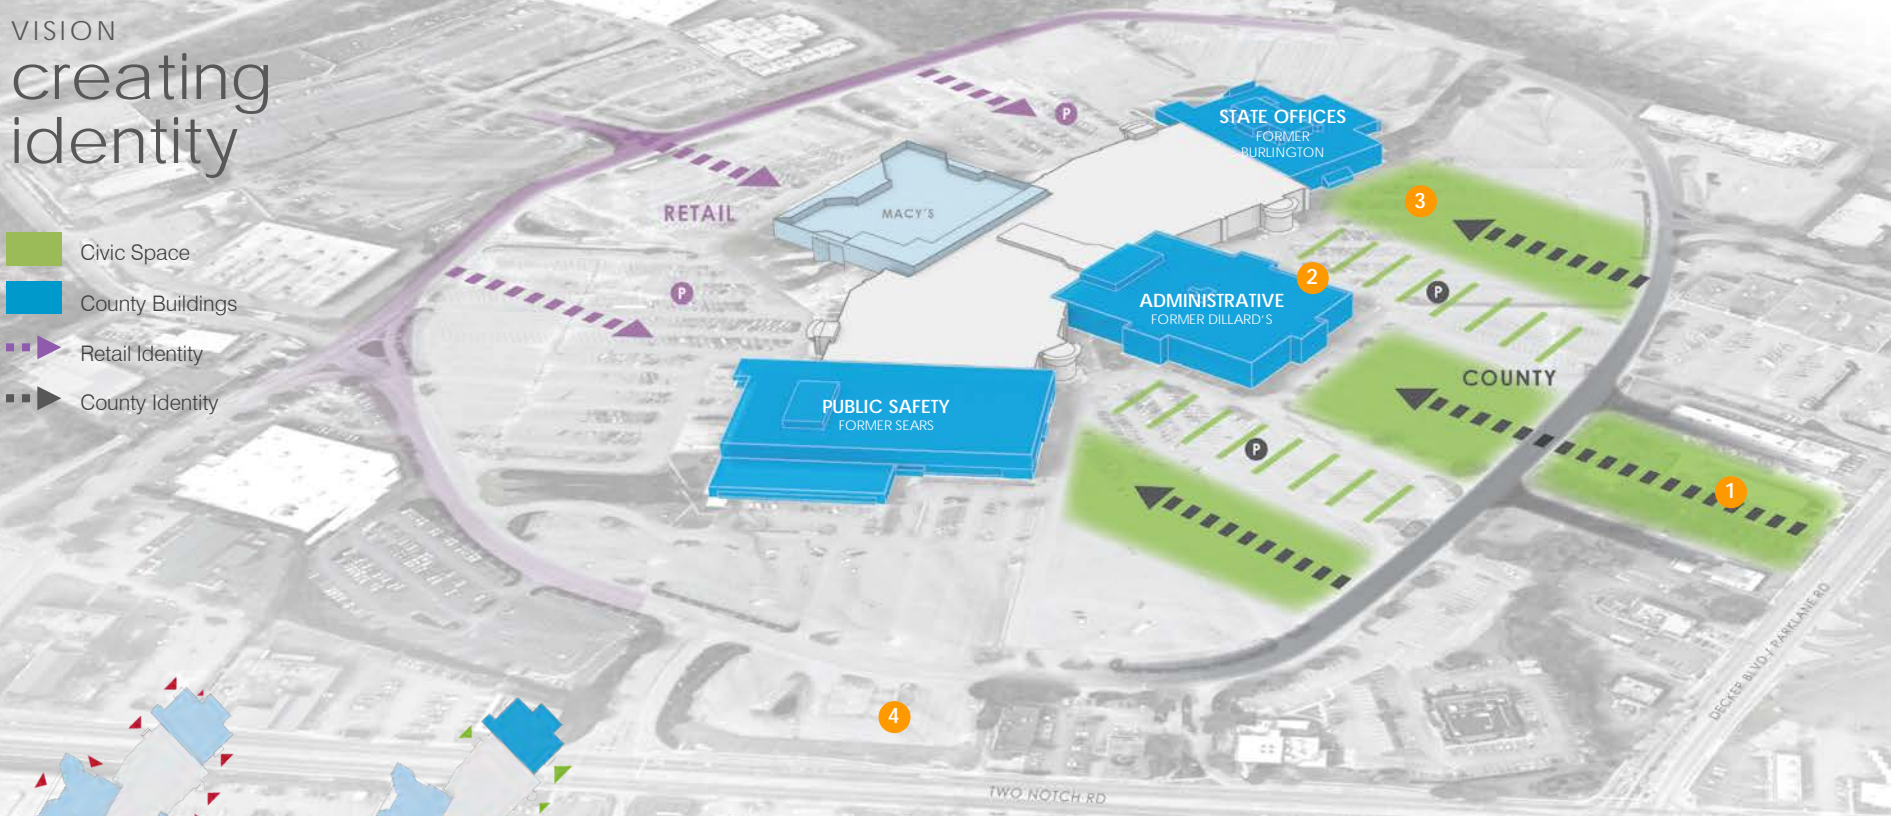 VISION
creating
identity
Civic Space
County Buildings
Retail Identity
County Identity
RETAIL
P
P
P
P
MACY'S
STATE OFFICES
FORMER
BURLINGTON
ADMINISTRATIVE
FORMER DILLARD'S
PUBLIC SAFETY
FORMER SEARS
COUNTY
3
2
1
4
DECKER BLVD / PARKLANE RD
TWO NOTCH RD